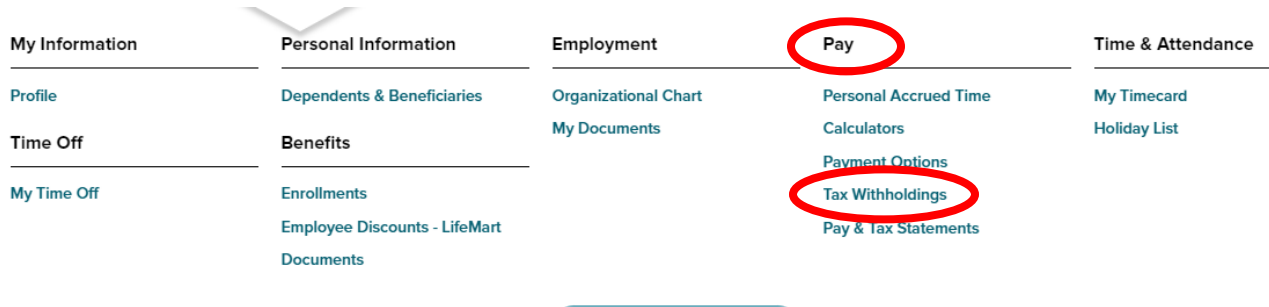 My Information
Profile
Time Off
My Time Off
Personal Information
Dependents & Beneficiaries
Benefits
Enrollments
Employee Discounts - LifeMart
Documents
Employment
Organizational Chart
My Documents
Pay
Personal Accrued Time
Calculators
Payment Options
Tax Withholdings
Pay & Tax Statements
Time & Attendance
My Timecard
Holiday List